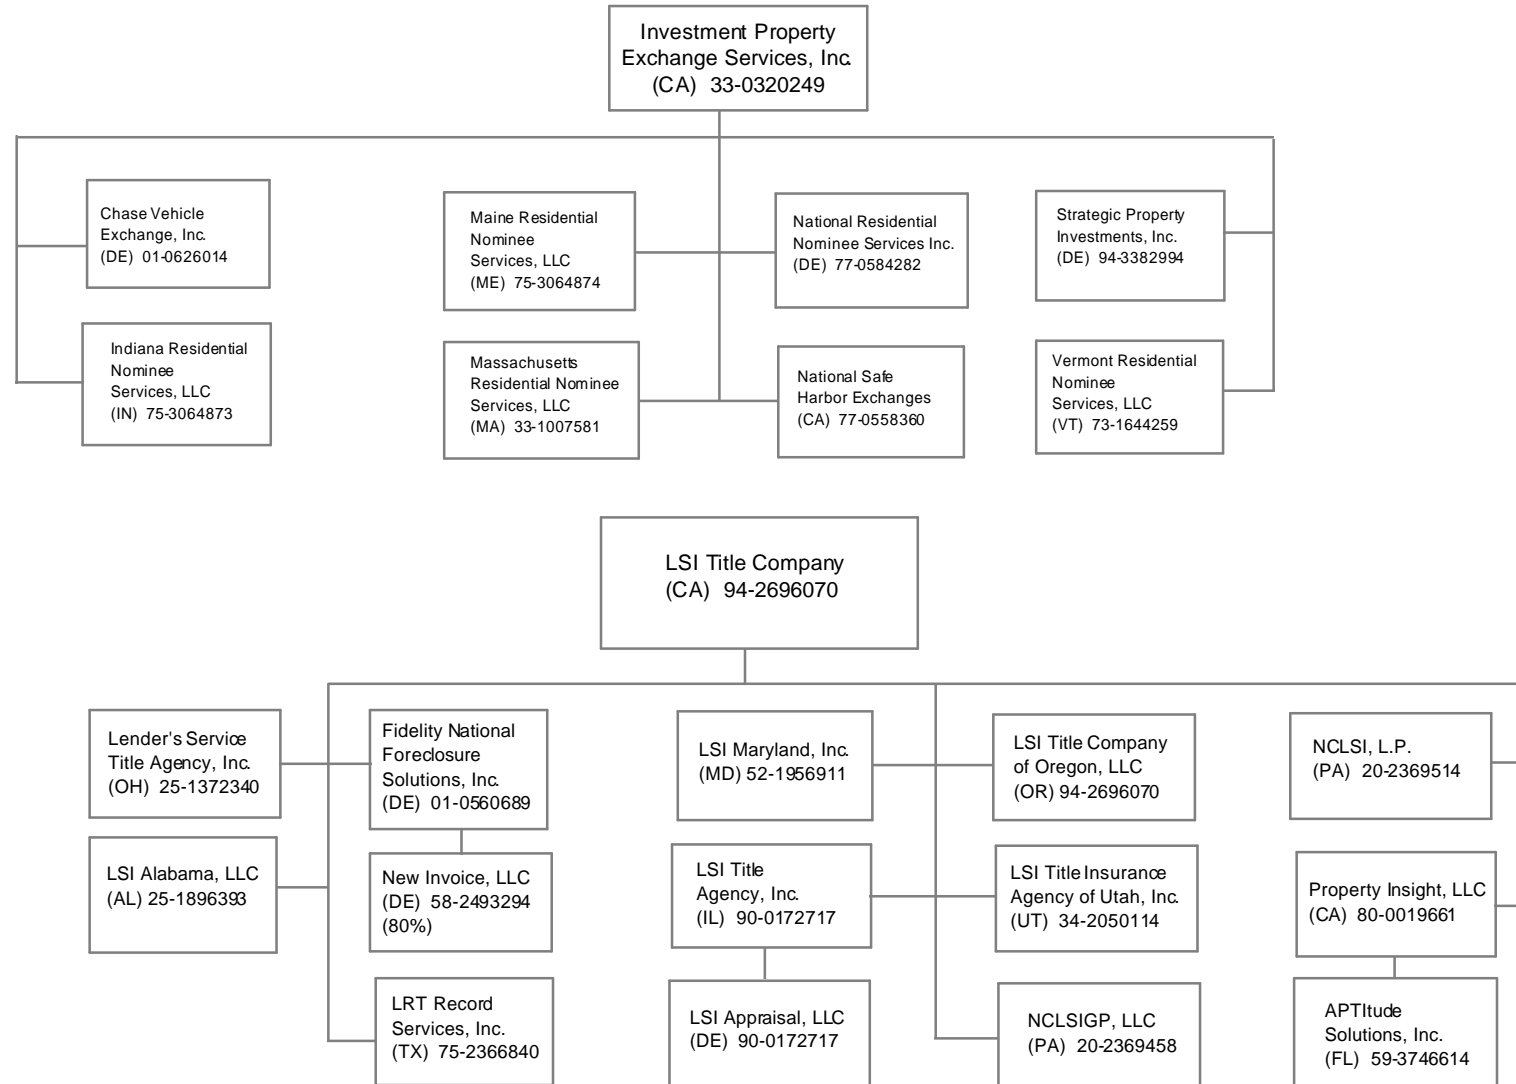 Investment Property
Exchange Services, Inc.
(CA) 33-0320249
Chase Vehicle
Exchange, Inc.
(DE) 01-0626014
Maine Residential
Nominee
Services, LLC
(ME) 75-3064874
National Residential
Nominee Services Inc.
(DE) 77-0584282
Strategic Property
Investments, Inc.
(DE) 94-3382994
Indiana Residential
Nominee
Services, LLC
(IN) 75-3064873
Massachusetts
Residential Nominee
Services, LLC
(MA) 33-1007581
National Safe
Harbor Exchanges
(CA) 77-0558360
Vermont Residential
Nominee
Services, LLC
(VT) 73-1644259
LSI Title Company
(CA) 94-2696070
Lender's Service
Title Agency, Inc.
(OH) 25-1372340
Fidelity National
Foreclosure
Solutions, Inc.
(DE) 01-0560689
LSI Maryland, Inc.
(MD) 52-1956911
LSI Title Company
of Oregon, LLC
(OR) 94-2696070
NCLSI, L.P.
(PA) 20-2369514
LSI Alabama, LLC
(AL) 25-1896393
New Invoice, LLC
(DE) 58-2493294
(80%)
LSI Title
Agency, Inc.
(IL) 90-0172717
LSI Title Insurance
Agency of Utah, Inc.
(UT) 34-2050114
Property Insight, LLC
(CA) 80-0019661
LRT Record
Services, Inc.
(TX) 75-2366840
LSI Appraisal, LLC
(DE) 90-0172717
NCLSIGP, LLC
(PA) 20-2369458
APTItude
Solutions, Inc.
(FL) 59-3746614